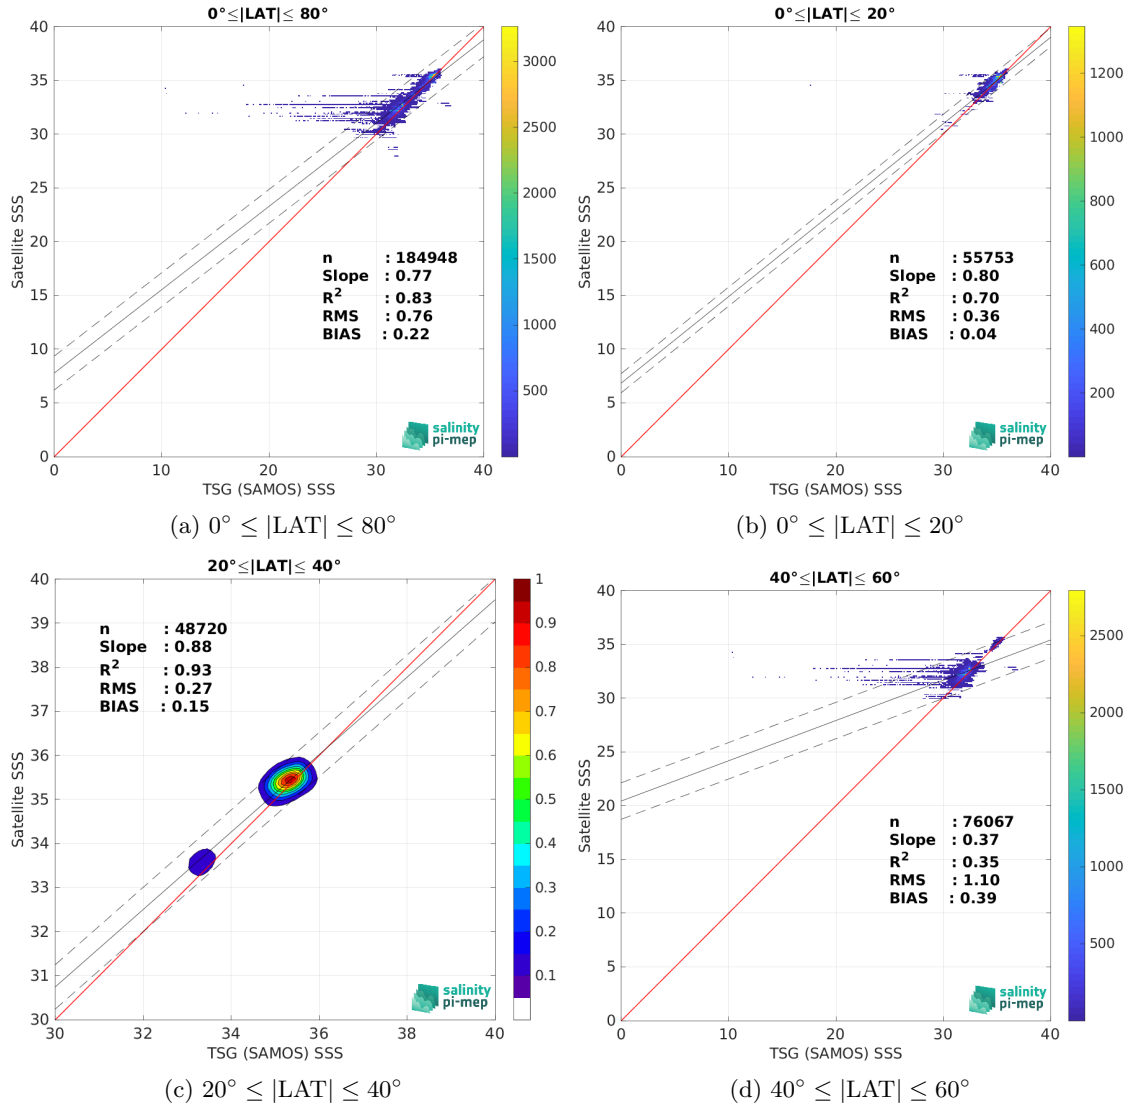 0°≤|LAT|≤ 80°
40
35
30
25
20
15
10
5
0
Satellite SSS
n : 184948
Slope : 0.77
R² : 0.83
RMS : 0.76
BIAS : 0.22
salinity
pi-mep
0 10 20 30 40
TSG (SAMOS) SSS
3000
2500
2000
1500
1000
500
(a) 0° ≤ |LAT| ≤ 80°
0°≤|LAT|≤ 20°
40
35
30
25
20
15
10
5
0
Satellite SSS
n : 55753
Slope : 0.80
R² : 0.70
RMS : 0.36
BIAS : 0.04
salinity
pi-mep
0 10 20 30 40
TSG (SAMOS) SSS
1200
1000
800
600
400
200
(b) 0° ≤ |LAT| ≤ 20°
20°≤|LAT|≤ 40°
40
39
38
37
36
35
34
33
32
31
30
Satellite SSS
n : 48720
Slope : 0.88
R² : 0.93
RMS : 0.27
BIAS : 0.15
salinity
pi-mep
30 32 34 36 38 40
TSG (SAMOS) SSS
1
0.9
0.8
0.7
0.6
0.5
0.4
0.3
0.2
0.1
(c) 20° ≤ |LAT| ≤ 40°
40°≤|LAT|≤ 60°
40
35
30
25
20
15
10
5
0
Satellite SSS
n : 76067
Slope : 0.37
R² : 0.35
RMS : 1.10
BIAS : 0.39
salinity
pi-mep
0 10 20 30 40
TSG (SAMOS) SSS
2500
2000
1500
1000
500
(d) 40° ≤ |LAT| ≤ 60°